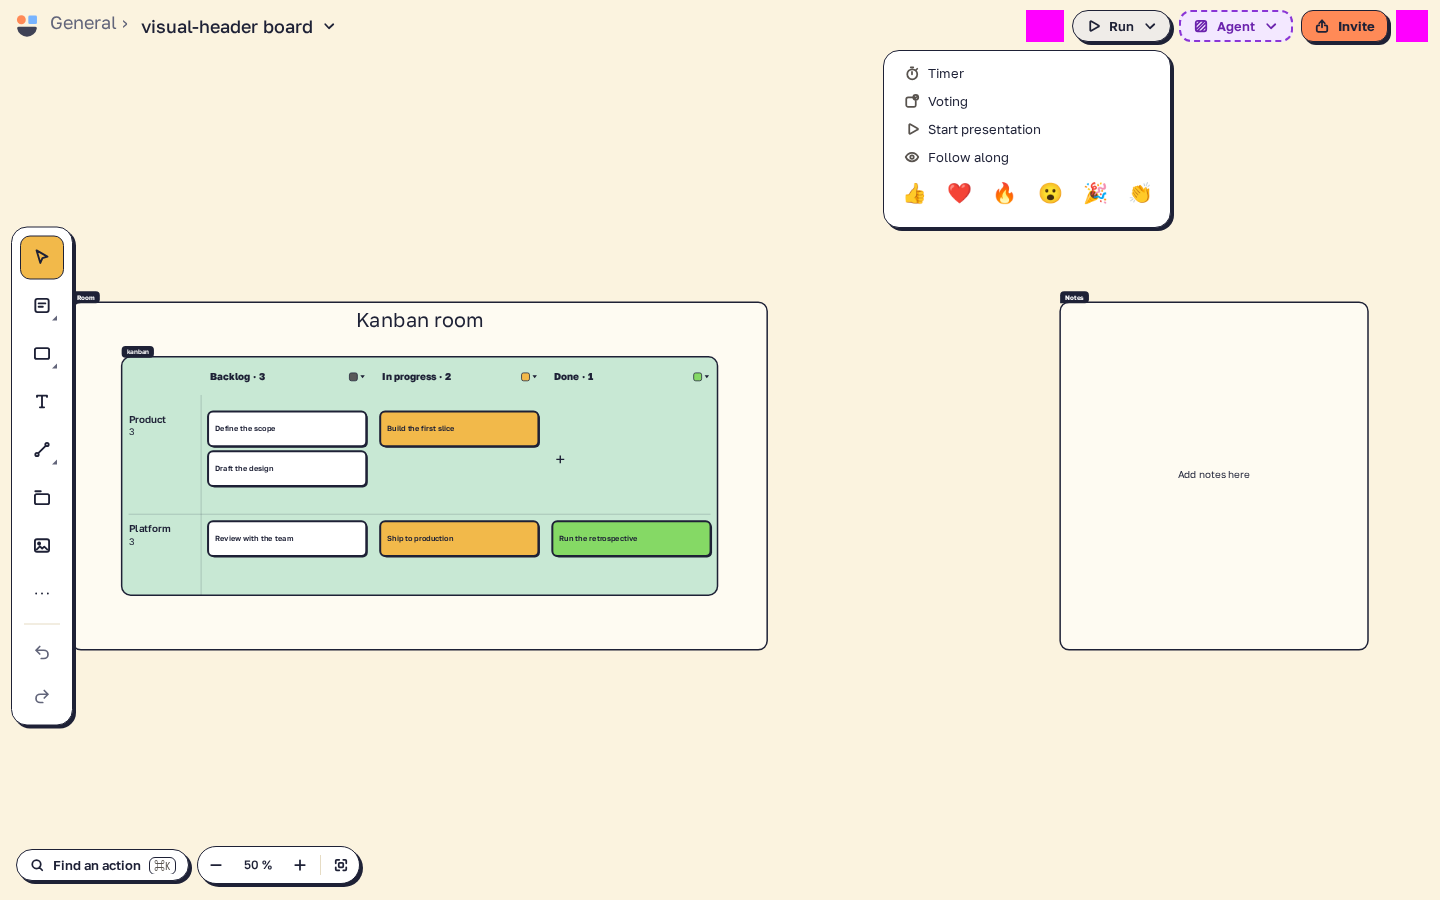 General ›
visual-header board
Run
Agent
Invite
Timer
Voting
Start presentation
Follow along
Room
Kanban room
kanban
Backlog · 3
In progress · 2
Done · 1
Product
3
Define the scope
Build the first slice
Draft the design
+
Platform
3
Review with the team
Ship to production
Run the retrospective
Notes
Add notes here
Find an action ⌘K
50 %